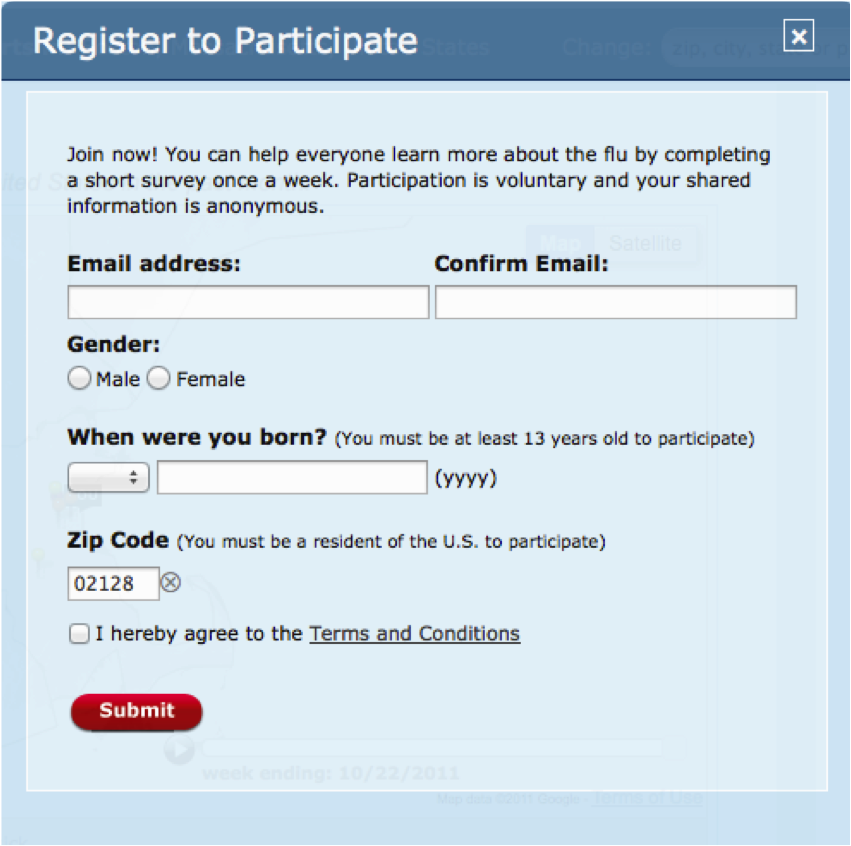 Register to Participate
States
Change:
zip, city, st
Join now! You can help everyone learn more about the flu by completing
a short survey once a week. Participation is voluntary and your shared
information is anonymous.
Map Satellite
Email address: Confirm Email:
Gender:
Male Female
When were you born? (You must be at least 13 years old to participate)
(yyyy)
Zip Code (You must be a resident of the U.S. to participate)
02128
I hereby agree to the Terms and Conditions
Submit
week ending: 10/22/2011
Map data ©2011 Google - Terms of Use